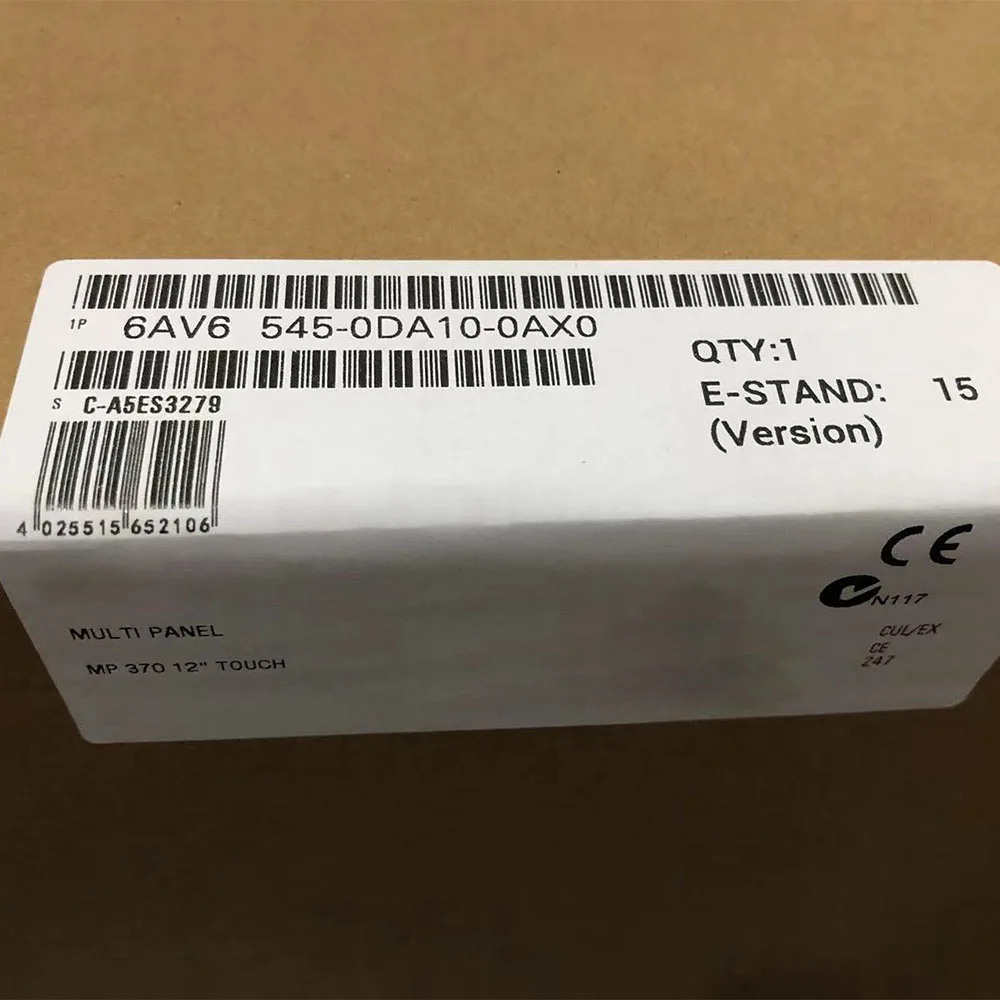 1P 6AV6 545-0DA10-0AX0
S C-A5ES3279
QTY:1
E-STAND: 15
(Version)
4 025515 652106
CE
N117
MULTI PANEL
CUL/EX
MP 370 12" TOUCH
CE
247